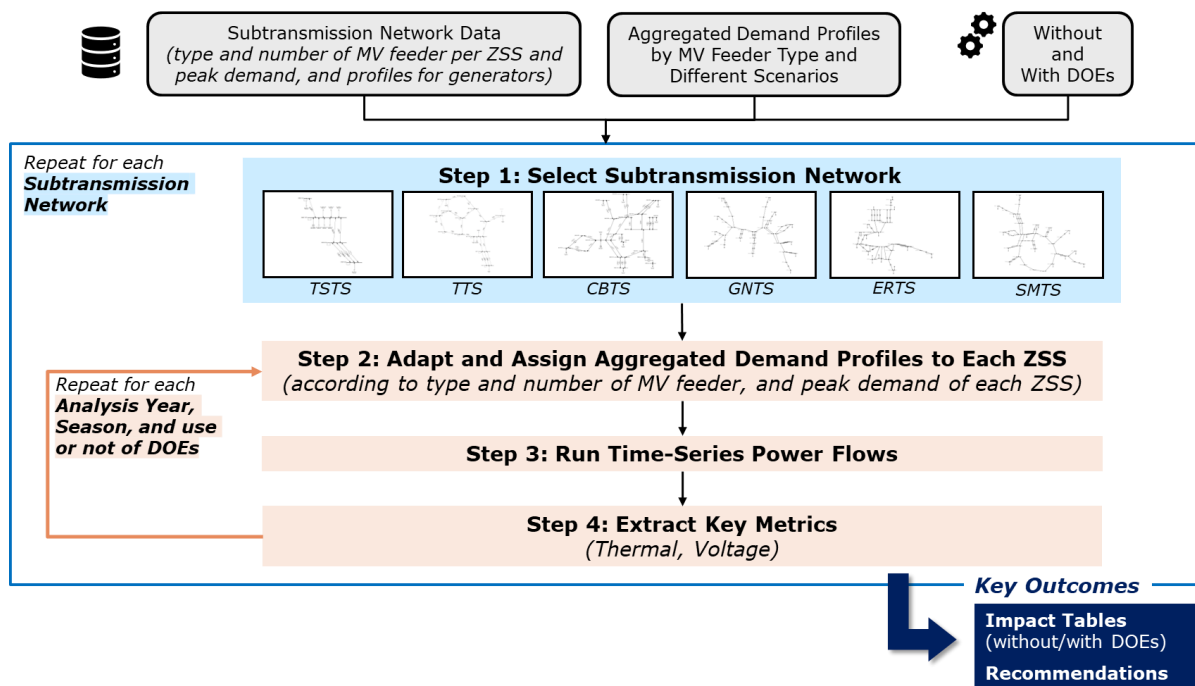 Subtransmission Network Data
(type and number of MV feeder per ZSS and
peak demand, and profiles for generators)
Aggregated Demand Profiles
by MV Feeder Type and
Different Scenarios
Without
and
With DOEs
Repeat for each
Subtransmission
Network
Step 1: Select Subtransmission Network
TSTS
TTS
CBTS
GNTS
ERTS
SMTS
Step 2: Adapt and Assign Aggregated Demand Profiles to Each ZSS
(according to type and number of MV feeder, and peak demand of each ZSS)
Repeat for each
Analysis Year,
Season, and use
or not of DOEs
Step 3: Run Time-Series Power Flows
Step 4: Extract Key Metrics
(Thermal, Voltage)
Key Outcomes
Impact Tables
(without/with DOEs)
Recommendations